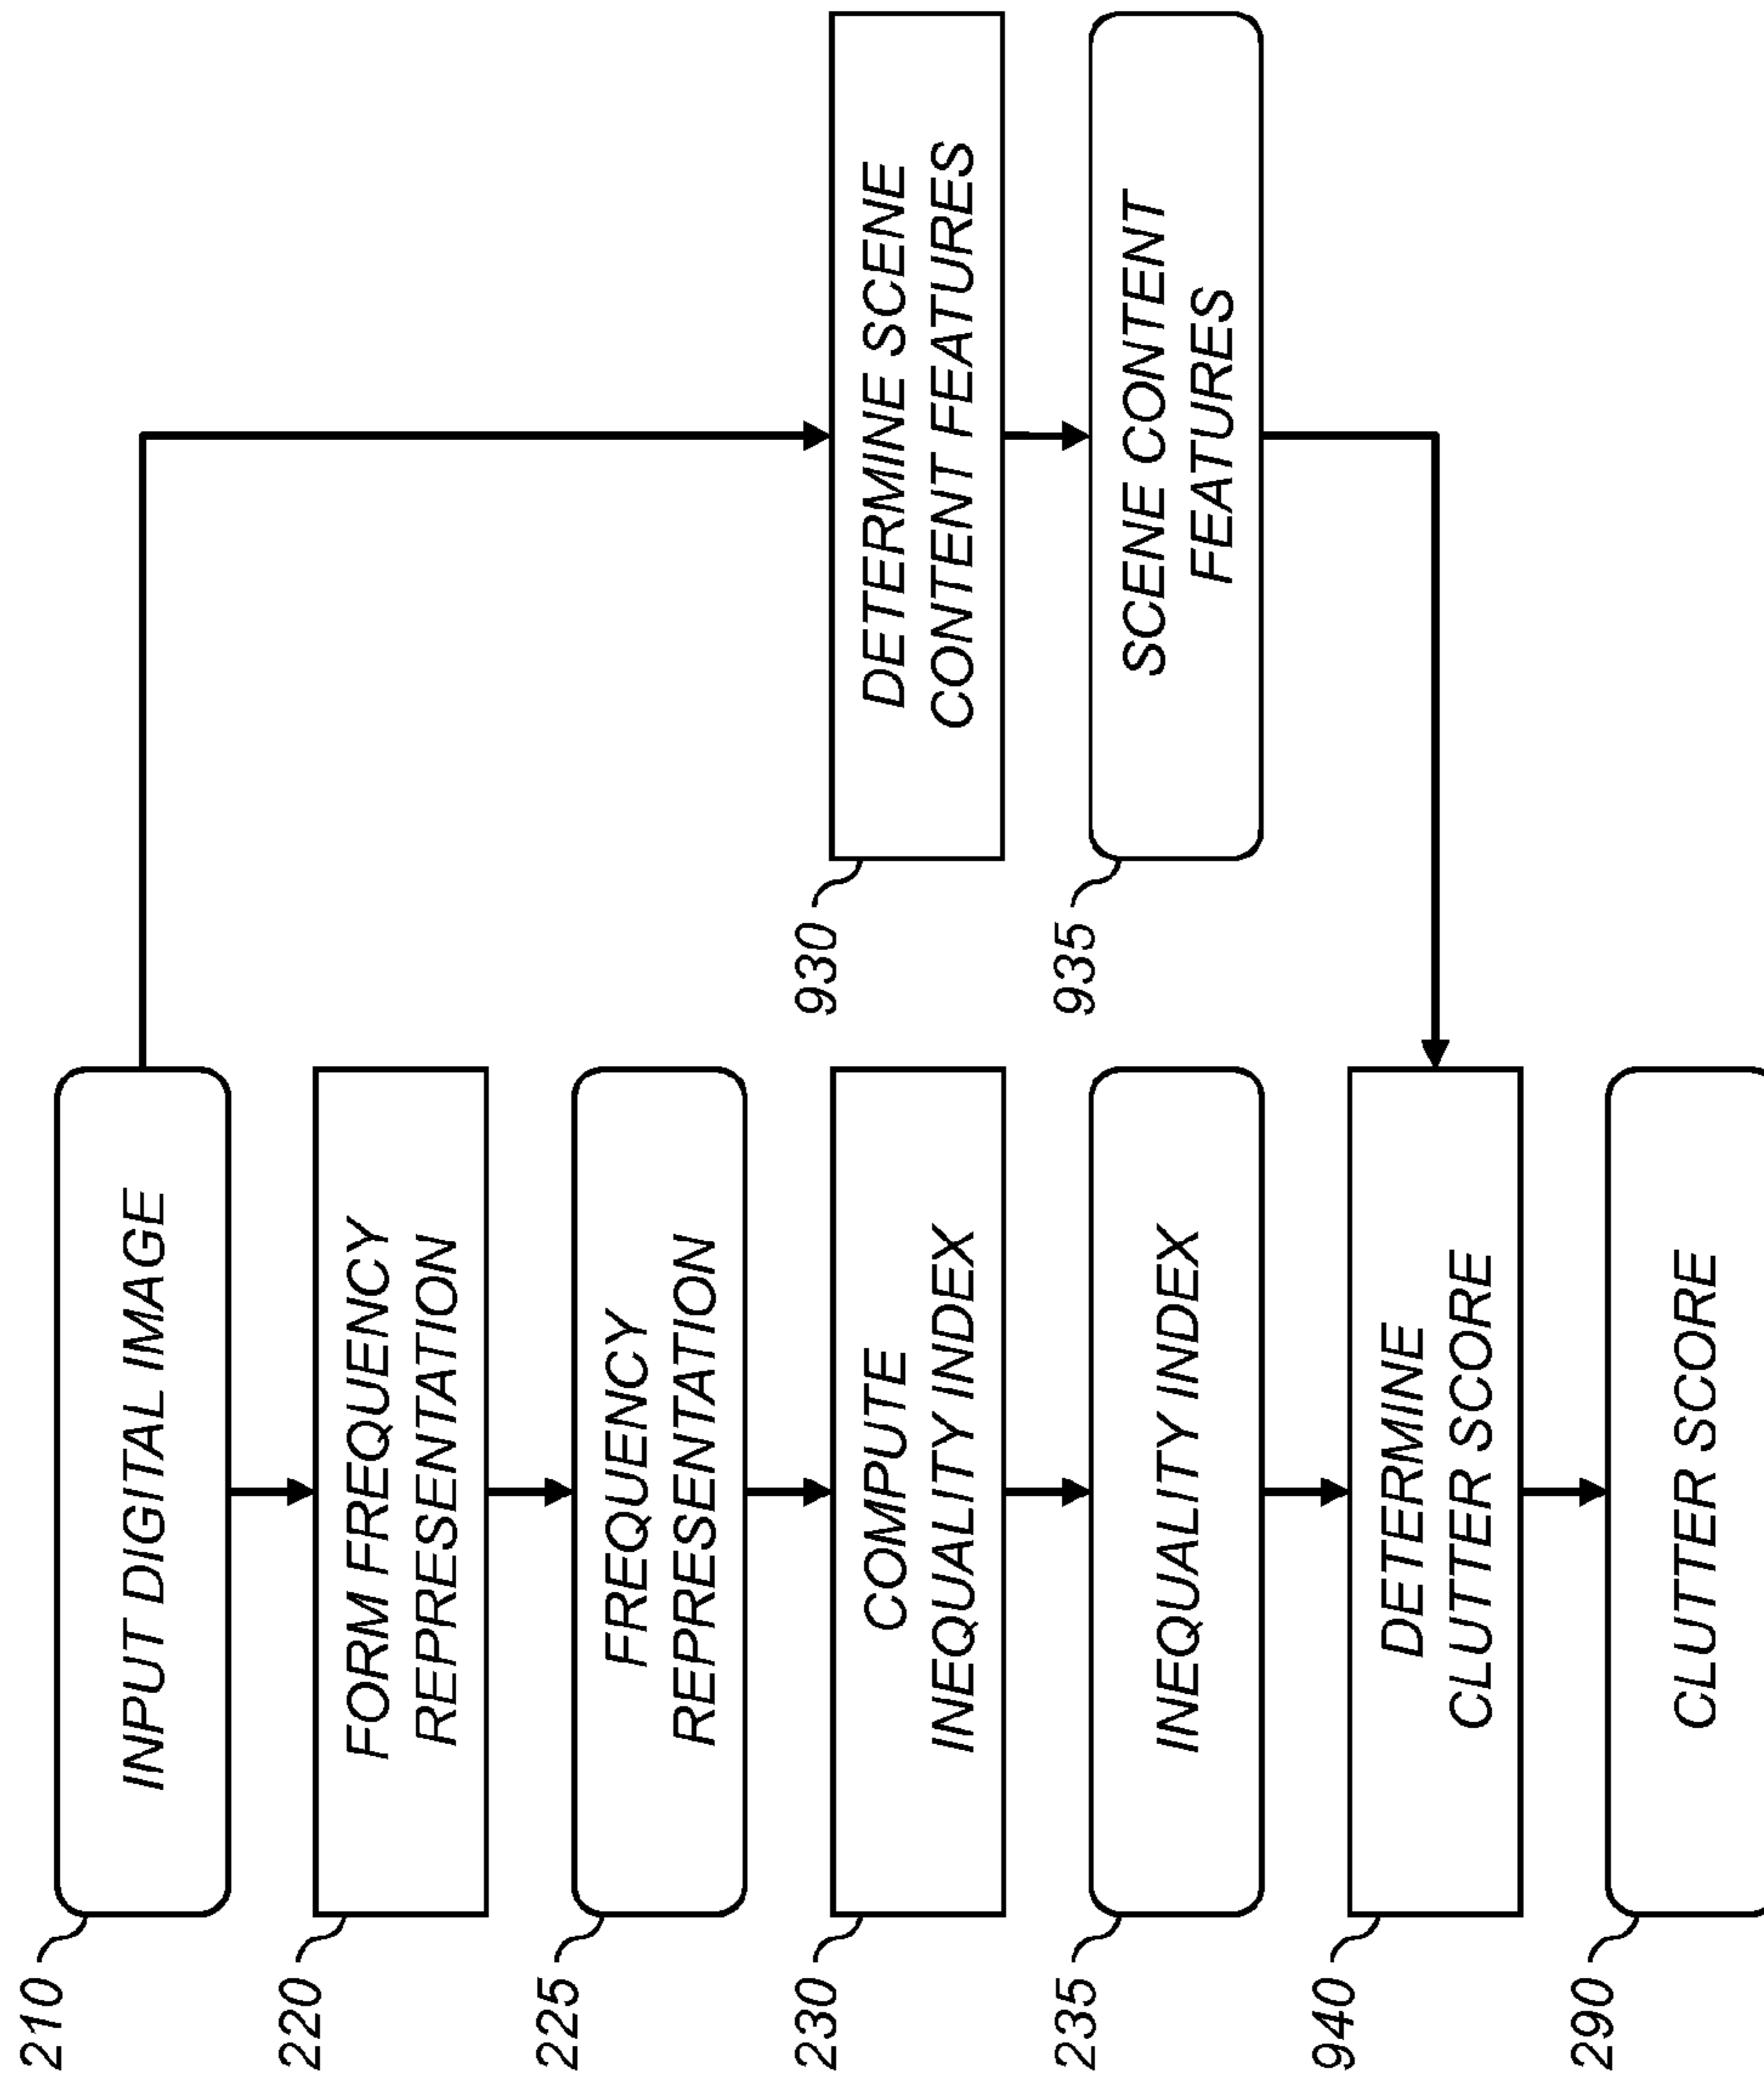 210
INPUT DIGITAL IMAGE
220
FORM FREQUENCY
REPRESENTATION
225
FREQUENCY
REPRESENTATION
230
COMPUTE
INEQUALITY INDEX
930
DETERMINE SCENE
CONTENT FEATURES
235
INEQUALITY INDEX
935
SCENE CONTENT
FEATURES
940
DETERMINE
CLUTTER SCORE
290
CLUTTER SCORE